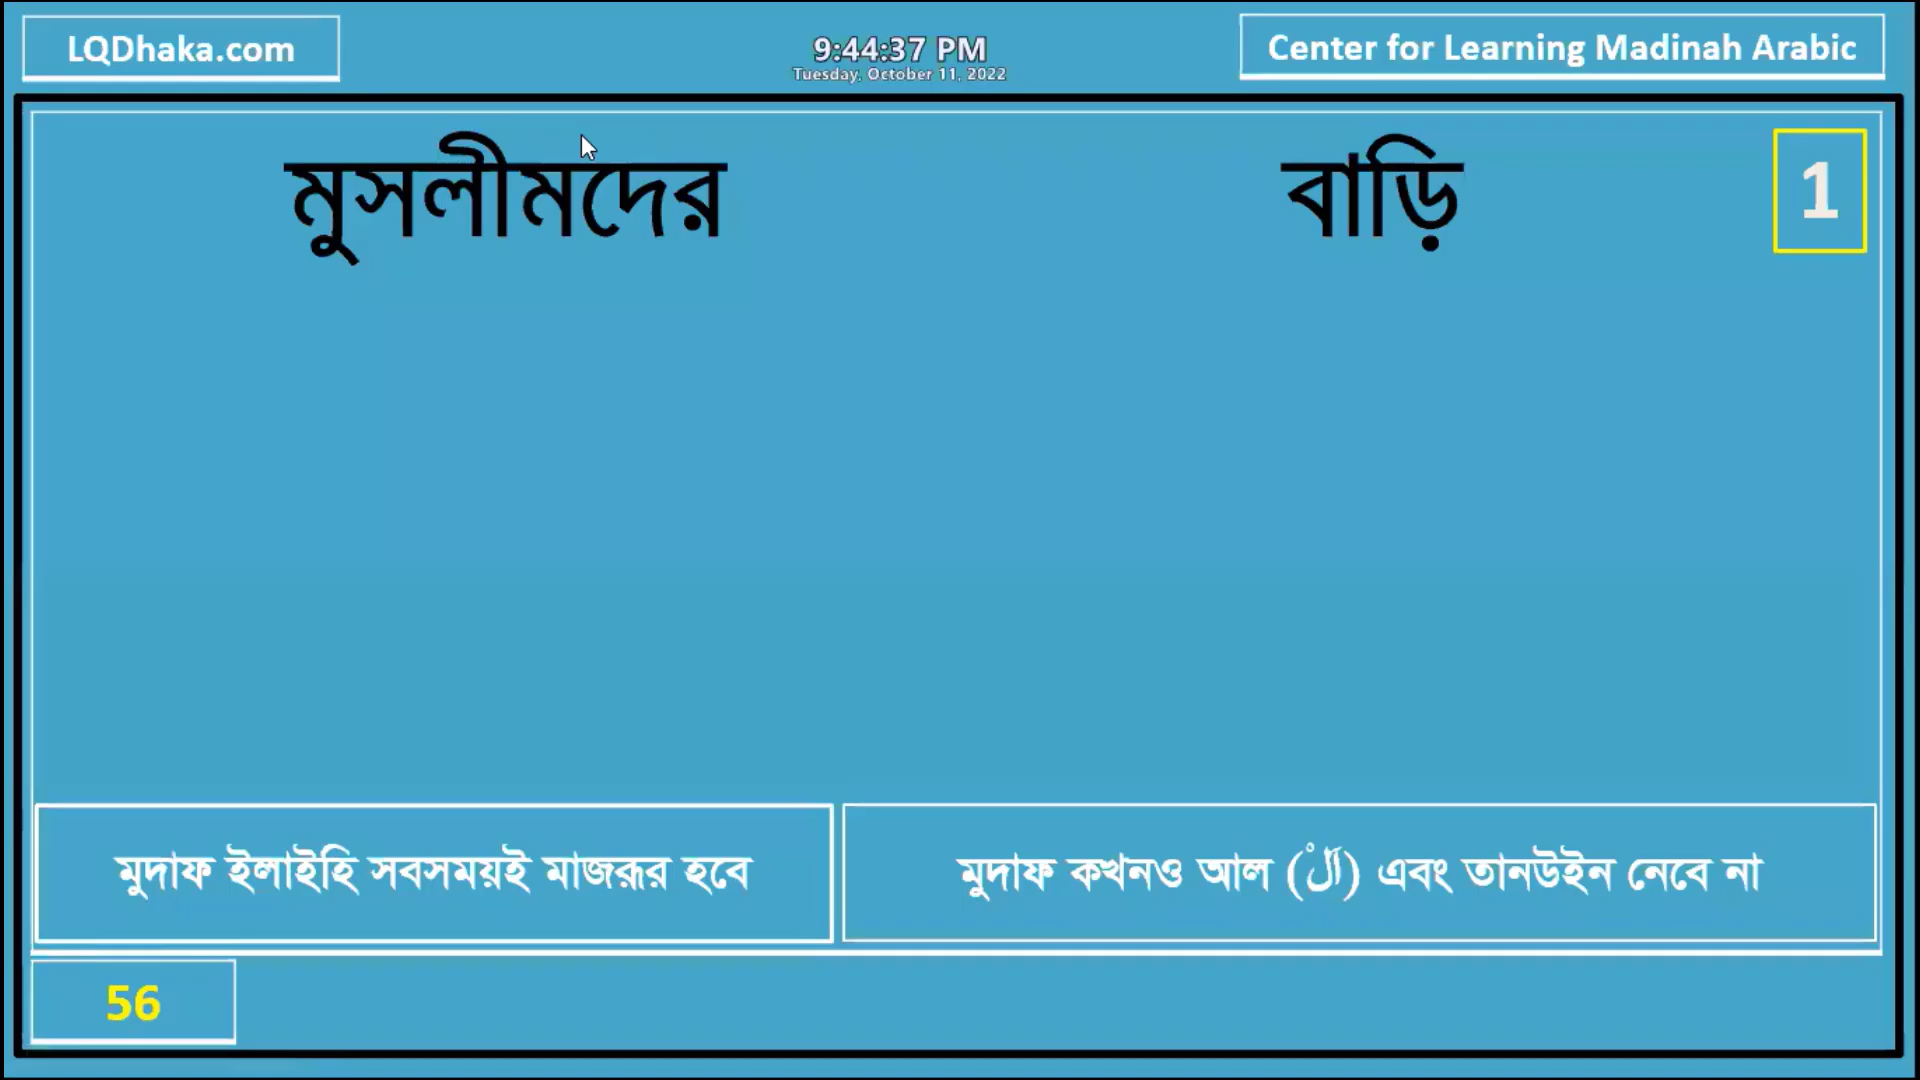 LQDhaka.com
9:44:37 PM
Tuesday, October 11, 2022
Center for Learning Madinah Arabic
মুসলীমদের বাড়ি 1
মুদাফ ইলাইহি সবসময়ই মাজরূর হবে
মুদাফ কখনও আল (اَلْ) এবং তানউইন নেবে না
56